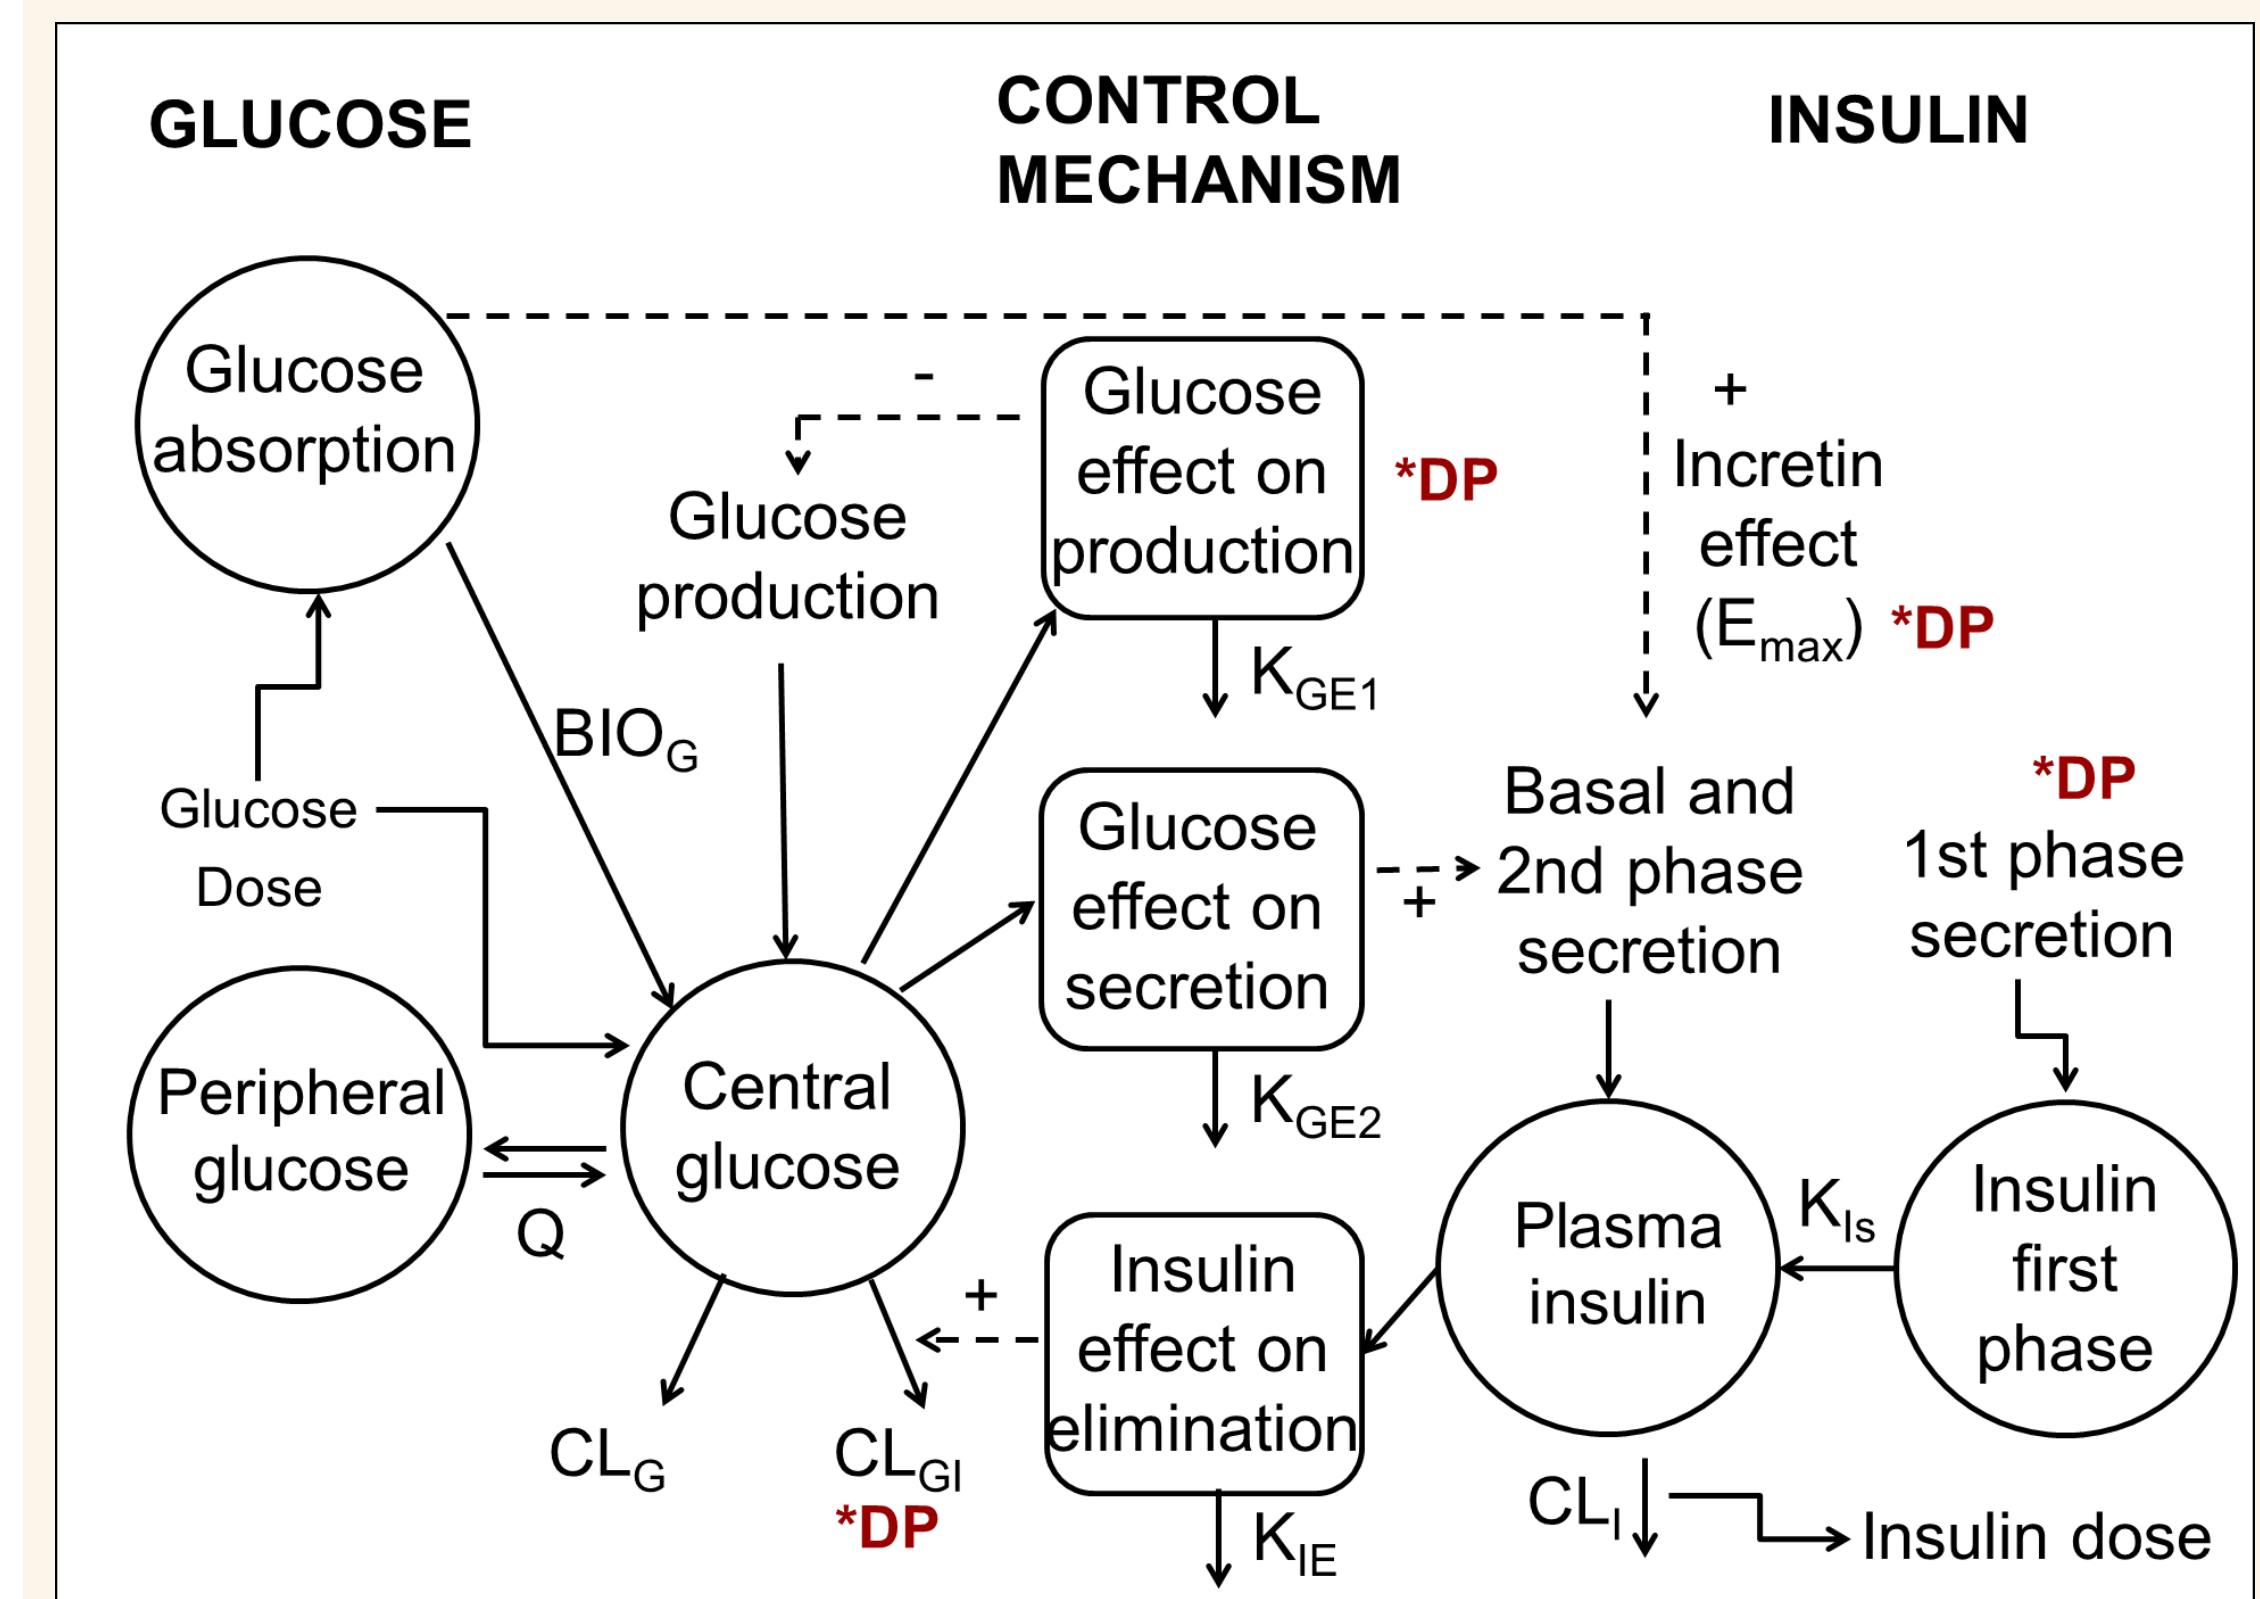 GLUCOSE
CONTROL
MECHANISM
INSULIN
Glucose
absorption
-
Glucose
production
Glucose
effect on
production
*DP
+
Incretin
effect
(Emax) *DP
KGE1
BIOG
Glucose
Dose
Glucose
effect on
secretion
+
Basal and
2nd phase
secretion
*DP
1st phase
secretion
KGE2
Peripheral
glucose
Q
Central
glucose
CLG
CLGI
*DP
+
Insulin
effect on
elimination
KIE
Plasma
insulin
KIs
Insulin
first
phase
CLI
Insulin dose